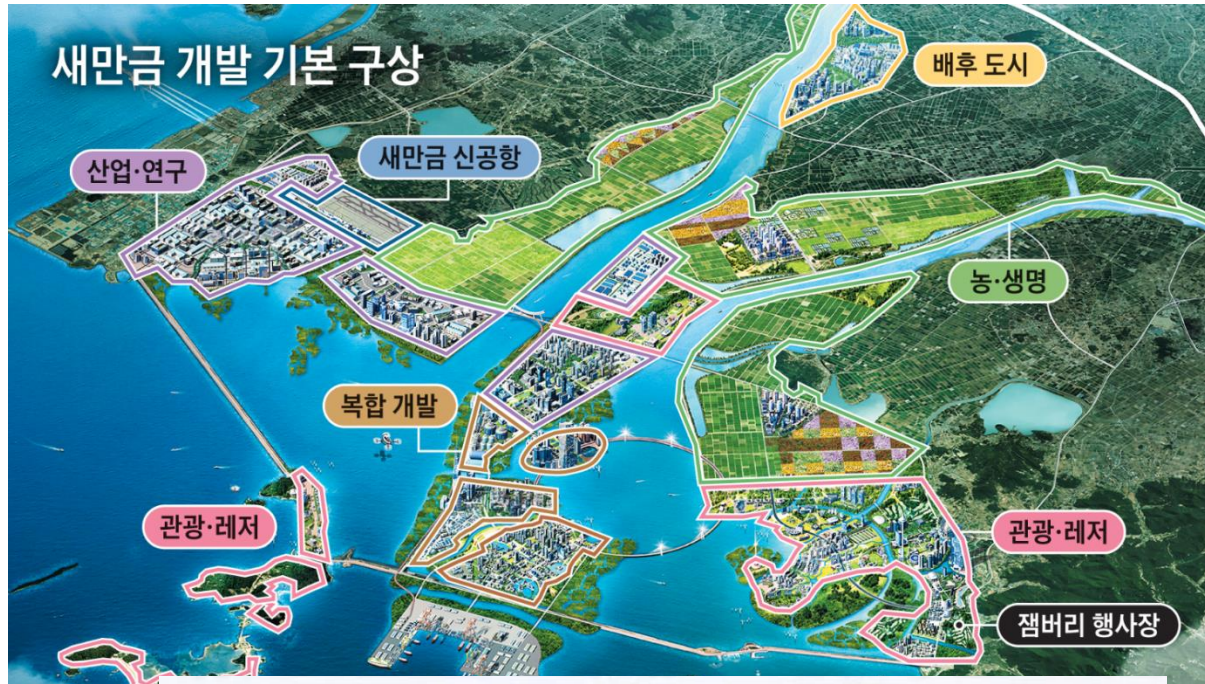 새만금 개발 기본 구상
배후 도시
새만금 신공항
산업·연구
농·생명
복합 개발
관광·레저
관광·레저
잼버리 행사장